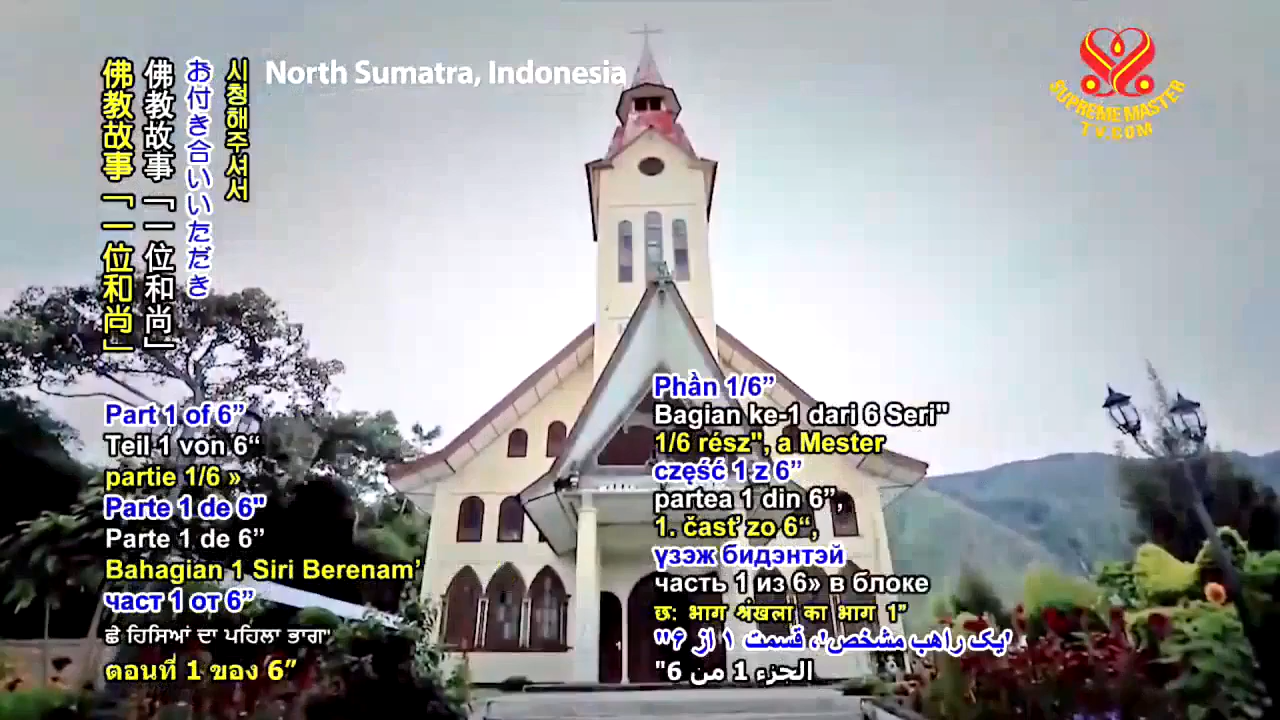 佛教故事「一位和尚」
佛教故事「一位和尚」
お付き合いいただき
시청해주셔서
North Sumatra, Indonesia
SUPREME MASTER
TV.COM
Part 1 of 6”
Teil 1 von 6“
partie 1/6 »
Parte 1 de 6"
Parte 1 de 6”
Bahagian 1 Siri Berenam’
част 1 от 6”
ਛੇ ਹਿਸਿਆਂ ਦਾ ਪਹਿਲਾ ਭਾਗ"
ตอนที่ 1 ของ 6”
Phần 1/6”
Bagian ke-1 dari 6 Seri"
1/6 rész", a Mester
część 1 z 6”
partea 1 din 6”,
1. časť zo 6“,
үзэж бидэнтэй
часть 1 из 6» в блоке
छः भाग श्रंखला का भाग 1”
'یک راهب مشخص'، قسمت ۱ از ۶"
الجزء 1 من 6"